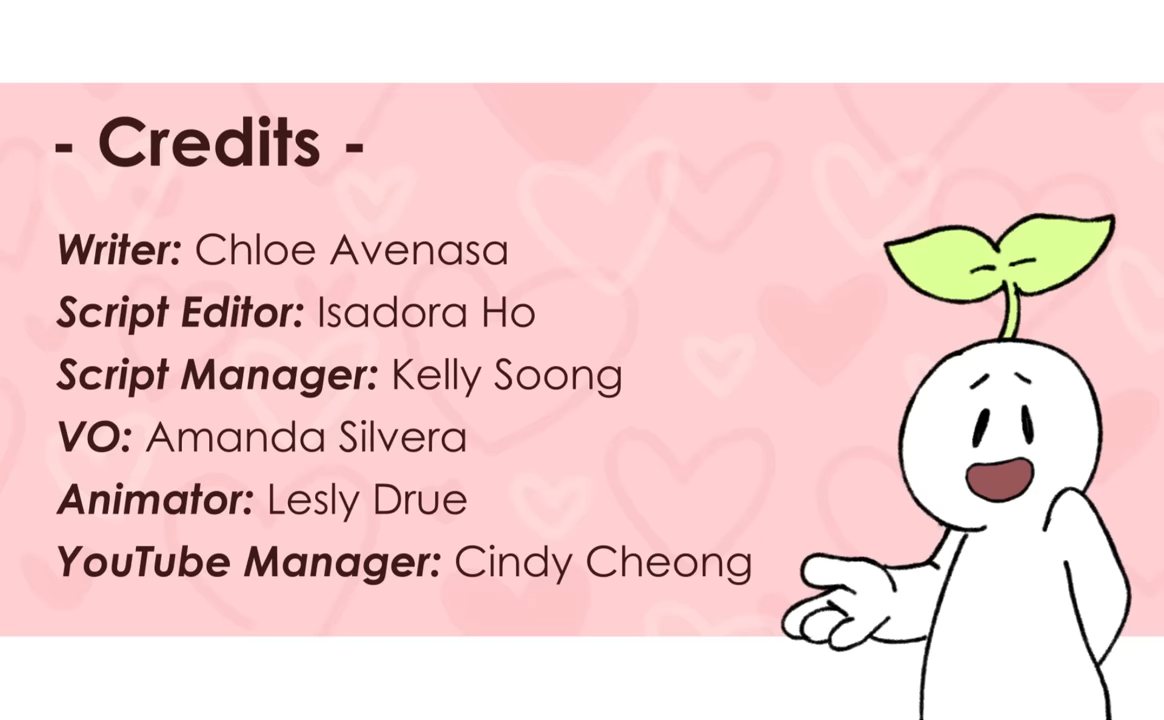 - Credits -
Writer: Chloe Avenasa
Script Editor: Isadora Ho
Script Manager: Kelly Soong
VO: Amanda Silvera
Animator: Lesly Drue
YouTube Manager: Cindy Cheong